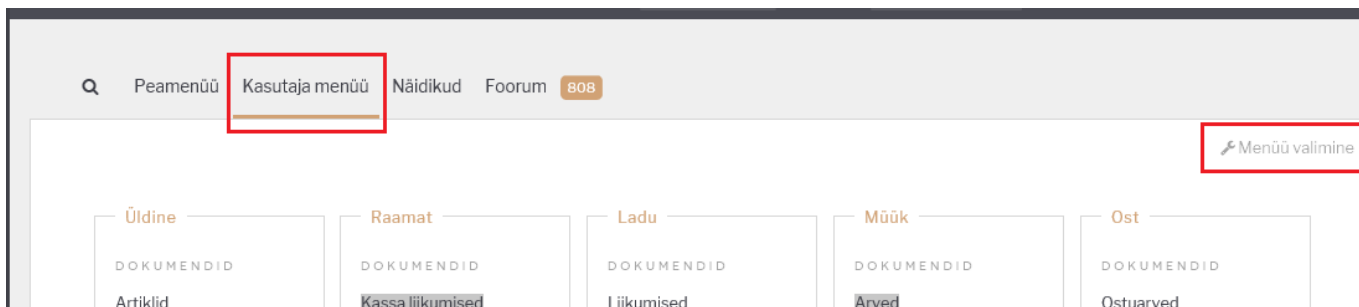 Peamenüü Kasutaja menüü Näidikud Foorum 808
Menüü valimine
Üldine Raamat Ladu Müük Ost
DOKUMENDID DOKUMENDID DOKUMENDID DOKUMENDID DOKUMENDID
Artiklid Kassa liikumised Liikumised Arved Ostuarved